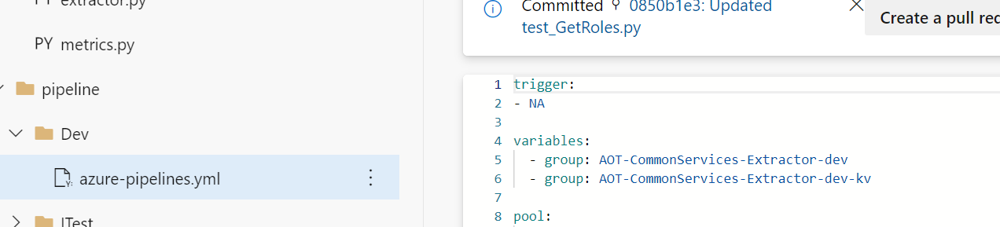 extractor.py
PY metrics.py
pipeline
Dev
azure-pipelines.yml
ITest
Committed 0850b1e3: Updated
test_GetRoles.py
Create a pull rec
1 trigger:
2 - NA
3
4 variables:
5 - group: AOT-CommonServices-Extractor-dev
6 - group: AOT-CommonServices-Extractor-dev-kv
7
8 pool: